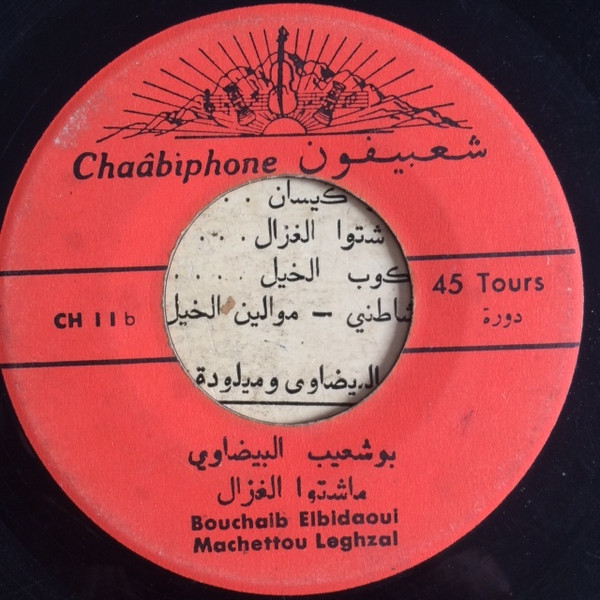 Chaâbiphone شعبيفون
كيسان . .
شتوا الغزال . . .
كوب الخيل . . . .
شاطني - موالين الخيل
البيضاوي وميلودة
CH 11 b
45 Tours
دورة
بوشعيب البيضاوي
ماشتوا الغزال
Bouchaib Elbidaoui
Machettou Leghzal